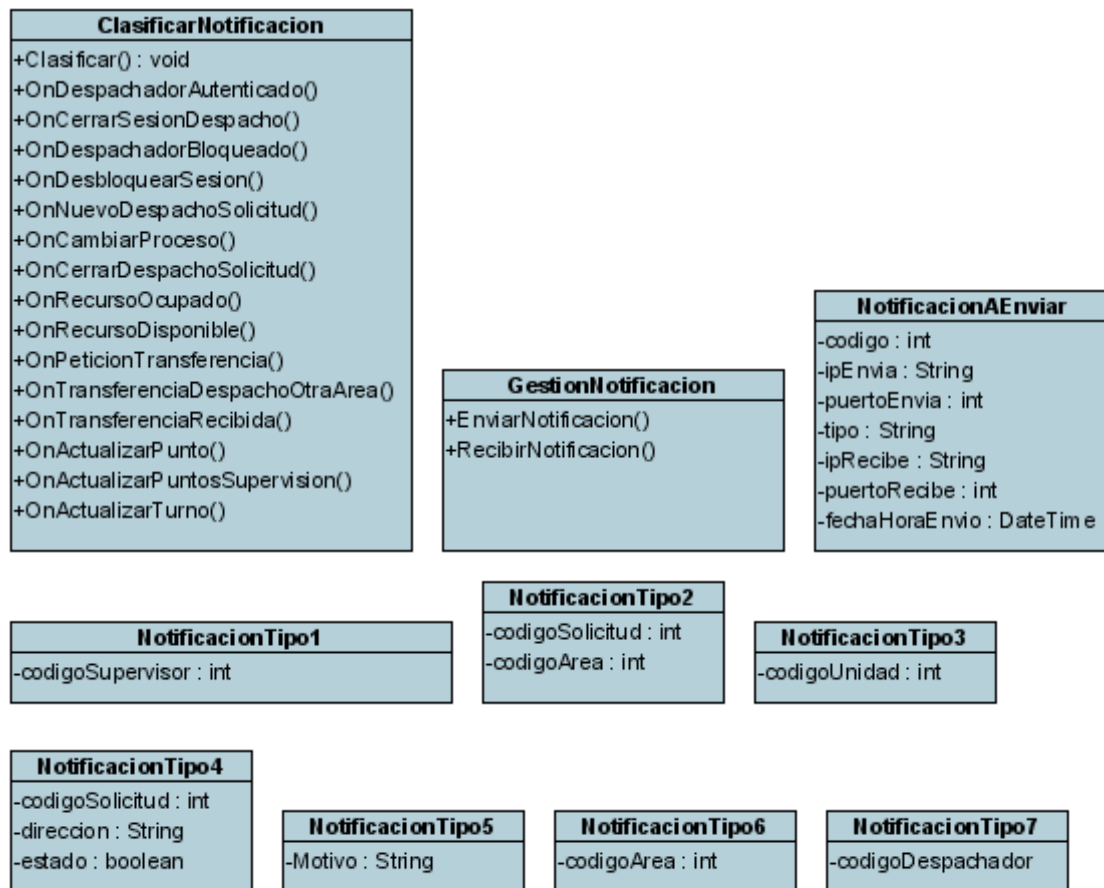 ClasificarNotificacion
+Clasificar() : void
+OnDespachadorAutenticado()
+OnCerrarSesionDespacho()
+OnDespachadorBloqueado()
+OnDesbloquearSesion()
+OnNuevoDespachoSolicitud()
+OnCambiarProceso()
+OnCerrarDespachoSolicitud()
+OnRecursoOcupado()
+OnRecursoDisponible()
+OnPeticionTransferencia()
+OnTransferenciaDespachoOtraArea()
+OnTransferenciaRecibida()
+OnActualizarPunto()
+OnActualizarPuntosSupervision()
+OnActualizarTurno()
GestionNotificacion
+EnviarNotificacion()
+RecibirNotificacion()
NotificacionAEnviar
-codigo : int
-ipEnvia : String
-puertoEnvia : int
-tipo : String
-ipRecibe : String
-puertoRecibe : int
-fechaHoraEnvio : DateTime
NotificacionTipo1
-codigoSupervisor : int
NotificacionTipo2
-codigoSolicitud : int
-codigoArea : int
NotificacionTipo3
-codigoUnidad : int
NotificacionTipo4
-codigoSolicitud : int
-direccion : String
-estado : boolean
NotificacionTipo5
-Motivo : String
NotificacionTipo6
-codigoArea : int
NotificacionTipo7
-codigoDespachador